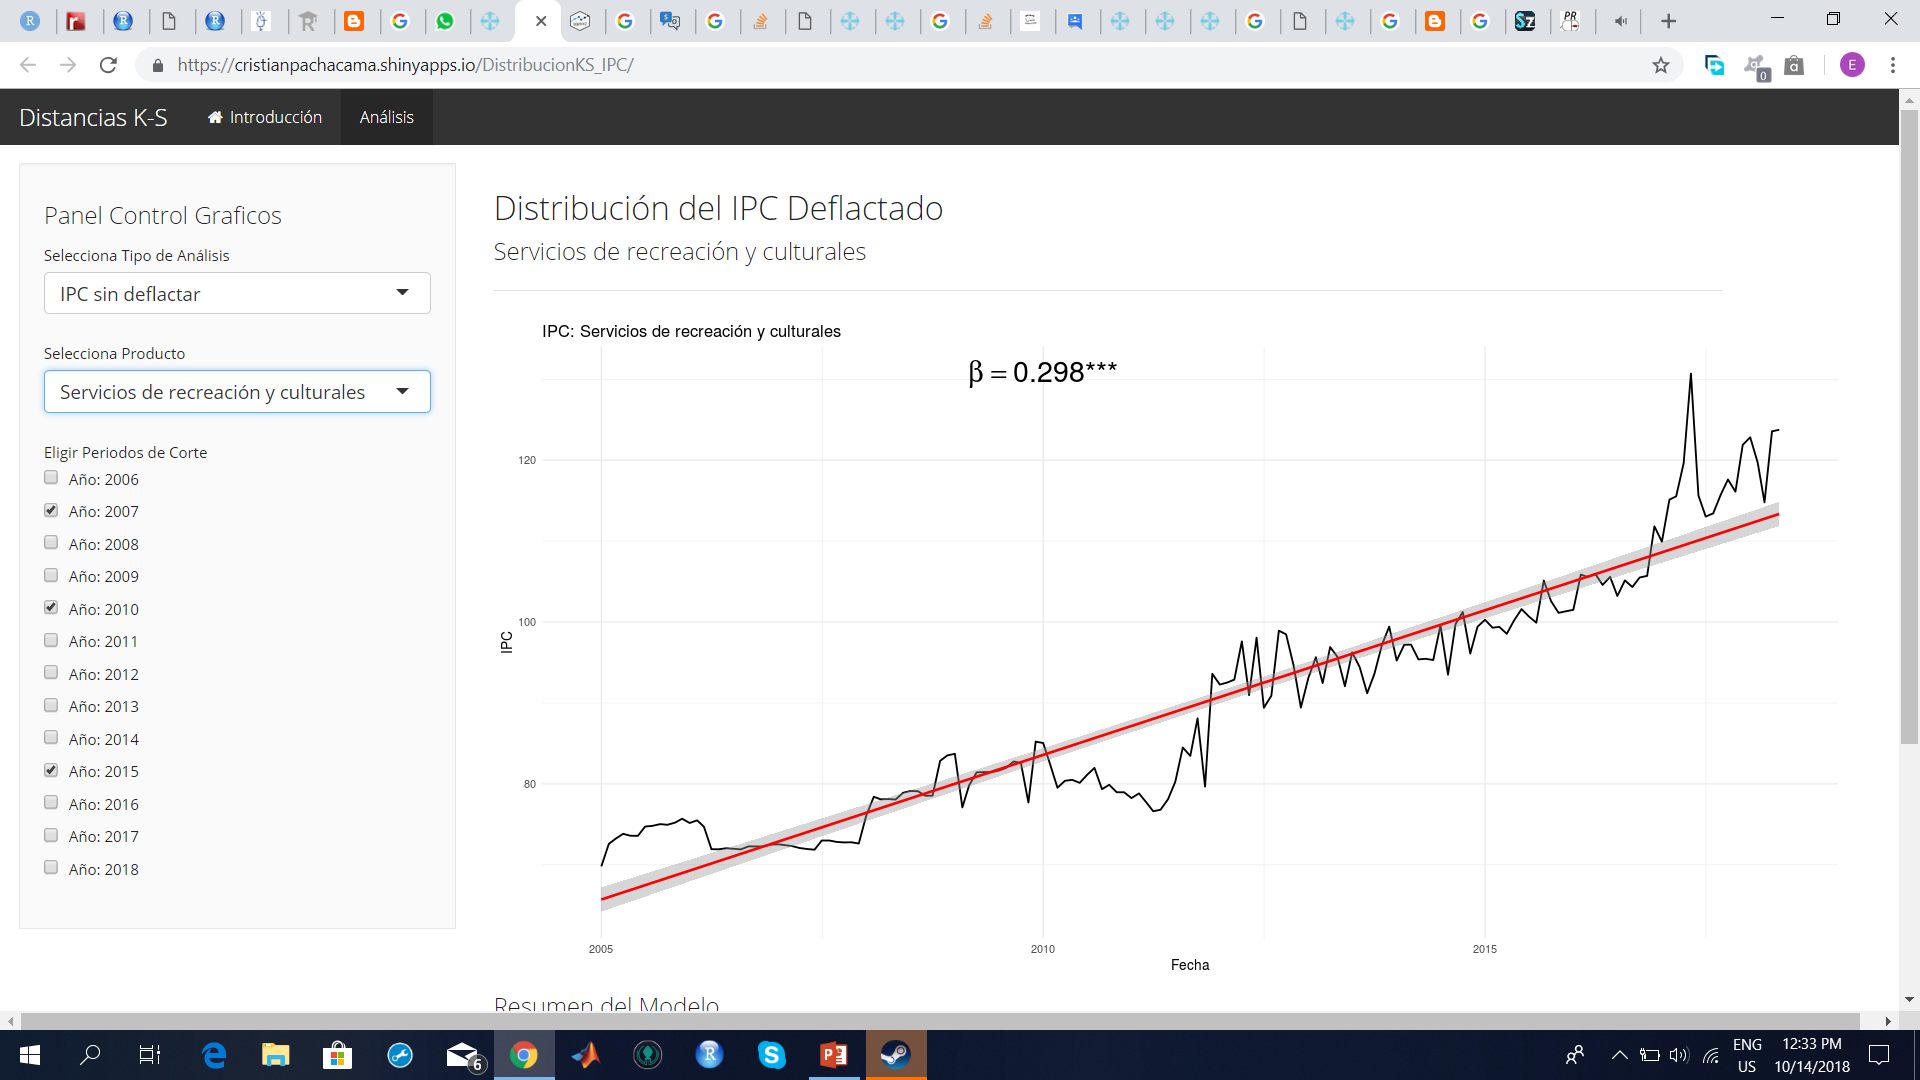 https://cristianpachacama.shinyapps.io/DistribucionKS_IPC/
0
E
Distancias K-S
Introducción
Análisis
Panel Control Graficos
Selecciona Tipo de Análisis
IPC sin deflactar
Selecciona Producto
Servicios de recreación y culturales
Eligir Periodos de Corte
Año: 2006
Año: 2007
Año: 2008
Año: 2009
Año: 2010
Año: 2011
Año: 2012
Año: 2013
Año: 2014
Año: 2015
Año: 2016
Año: 2017
Año: 2018
Distribución del IPC Deflactado
Servicios de recreación y culturales
IPC: Servicios de recreación y culturales
β = 0.298***
120
100
80
IPC
2005
2010
2015
Fecha
Resumen del Modelo
6
ENG
US
12:33 PM
10/14/2018